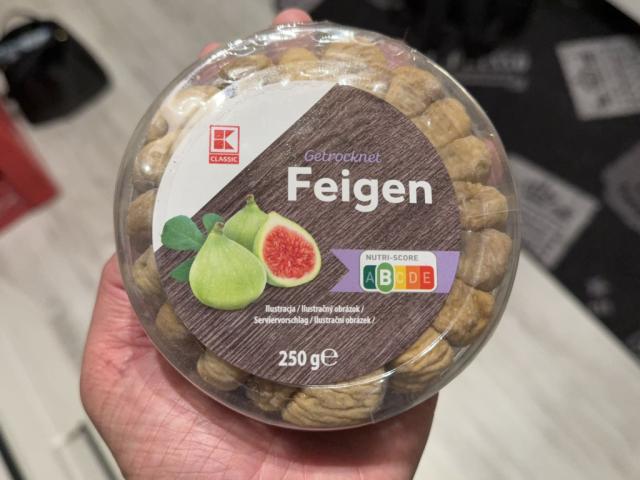 K
CLASSIC
Getrocknet
Feigen
NUTRI-SCORE
A B C D E
Ilustracja / Ilustračný obrázok /
Serviervorschlag / Ilustrační obrázek /
250 g e